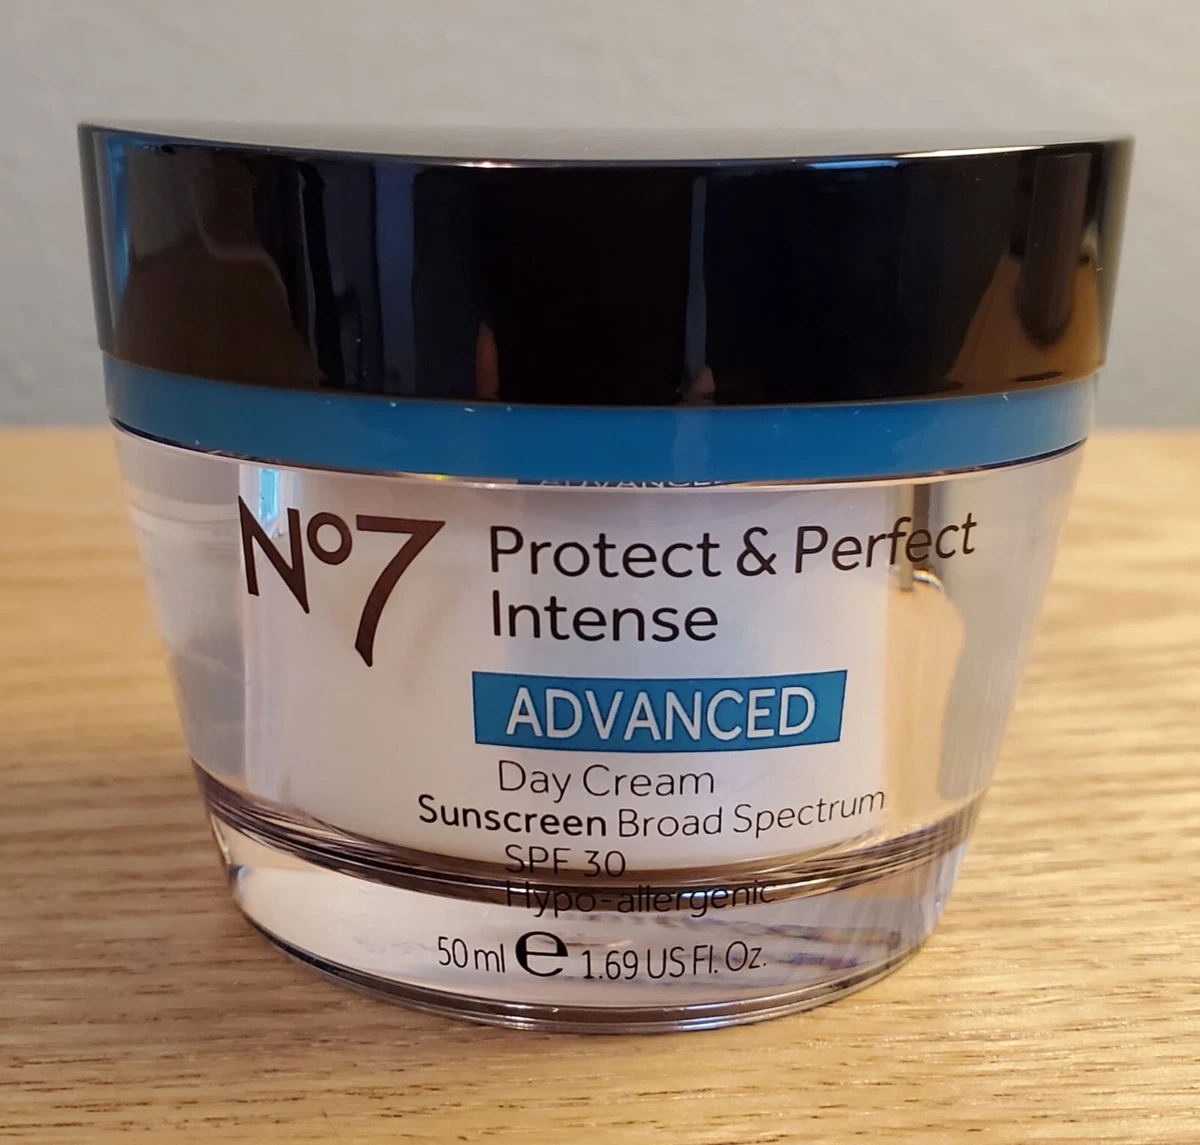 No7
Protect & Perfect
Intense
ADVANCED
Day Cream
Sunscreen Broad Spectrum
SPF 30
Hypo-allergenic
50 ml e 1.69 US Fl. Oz.